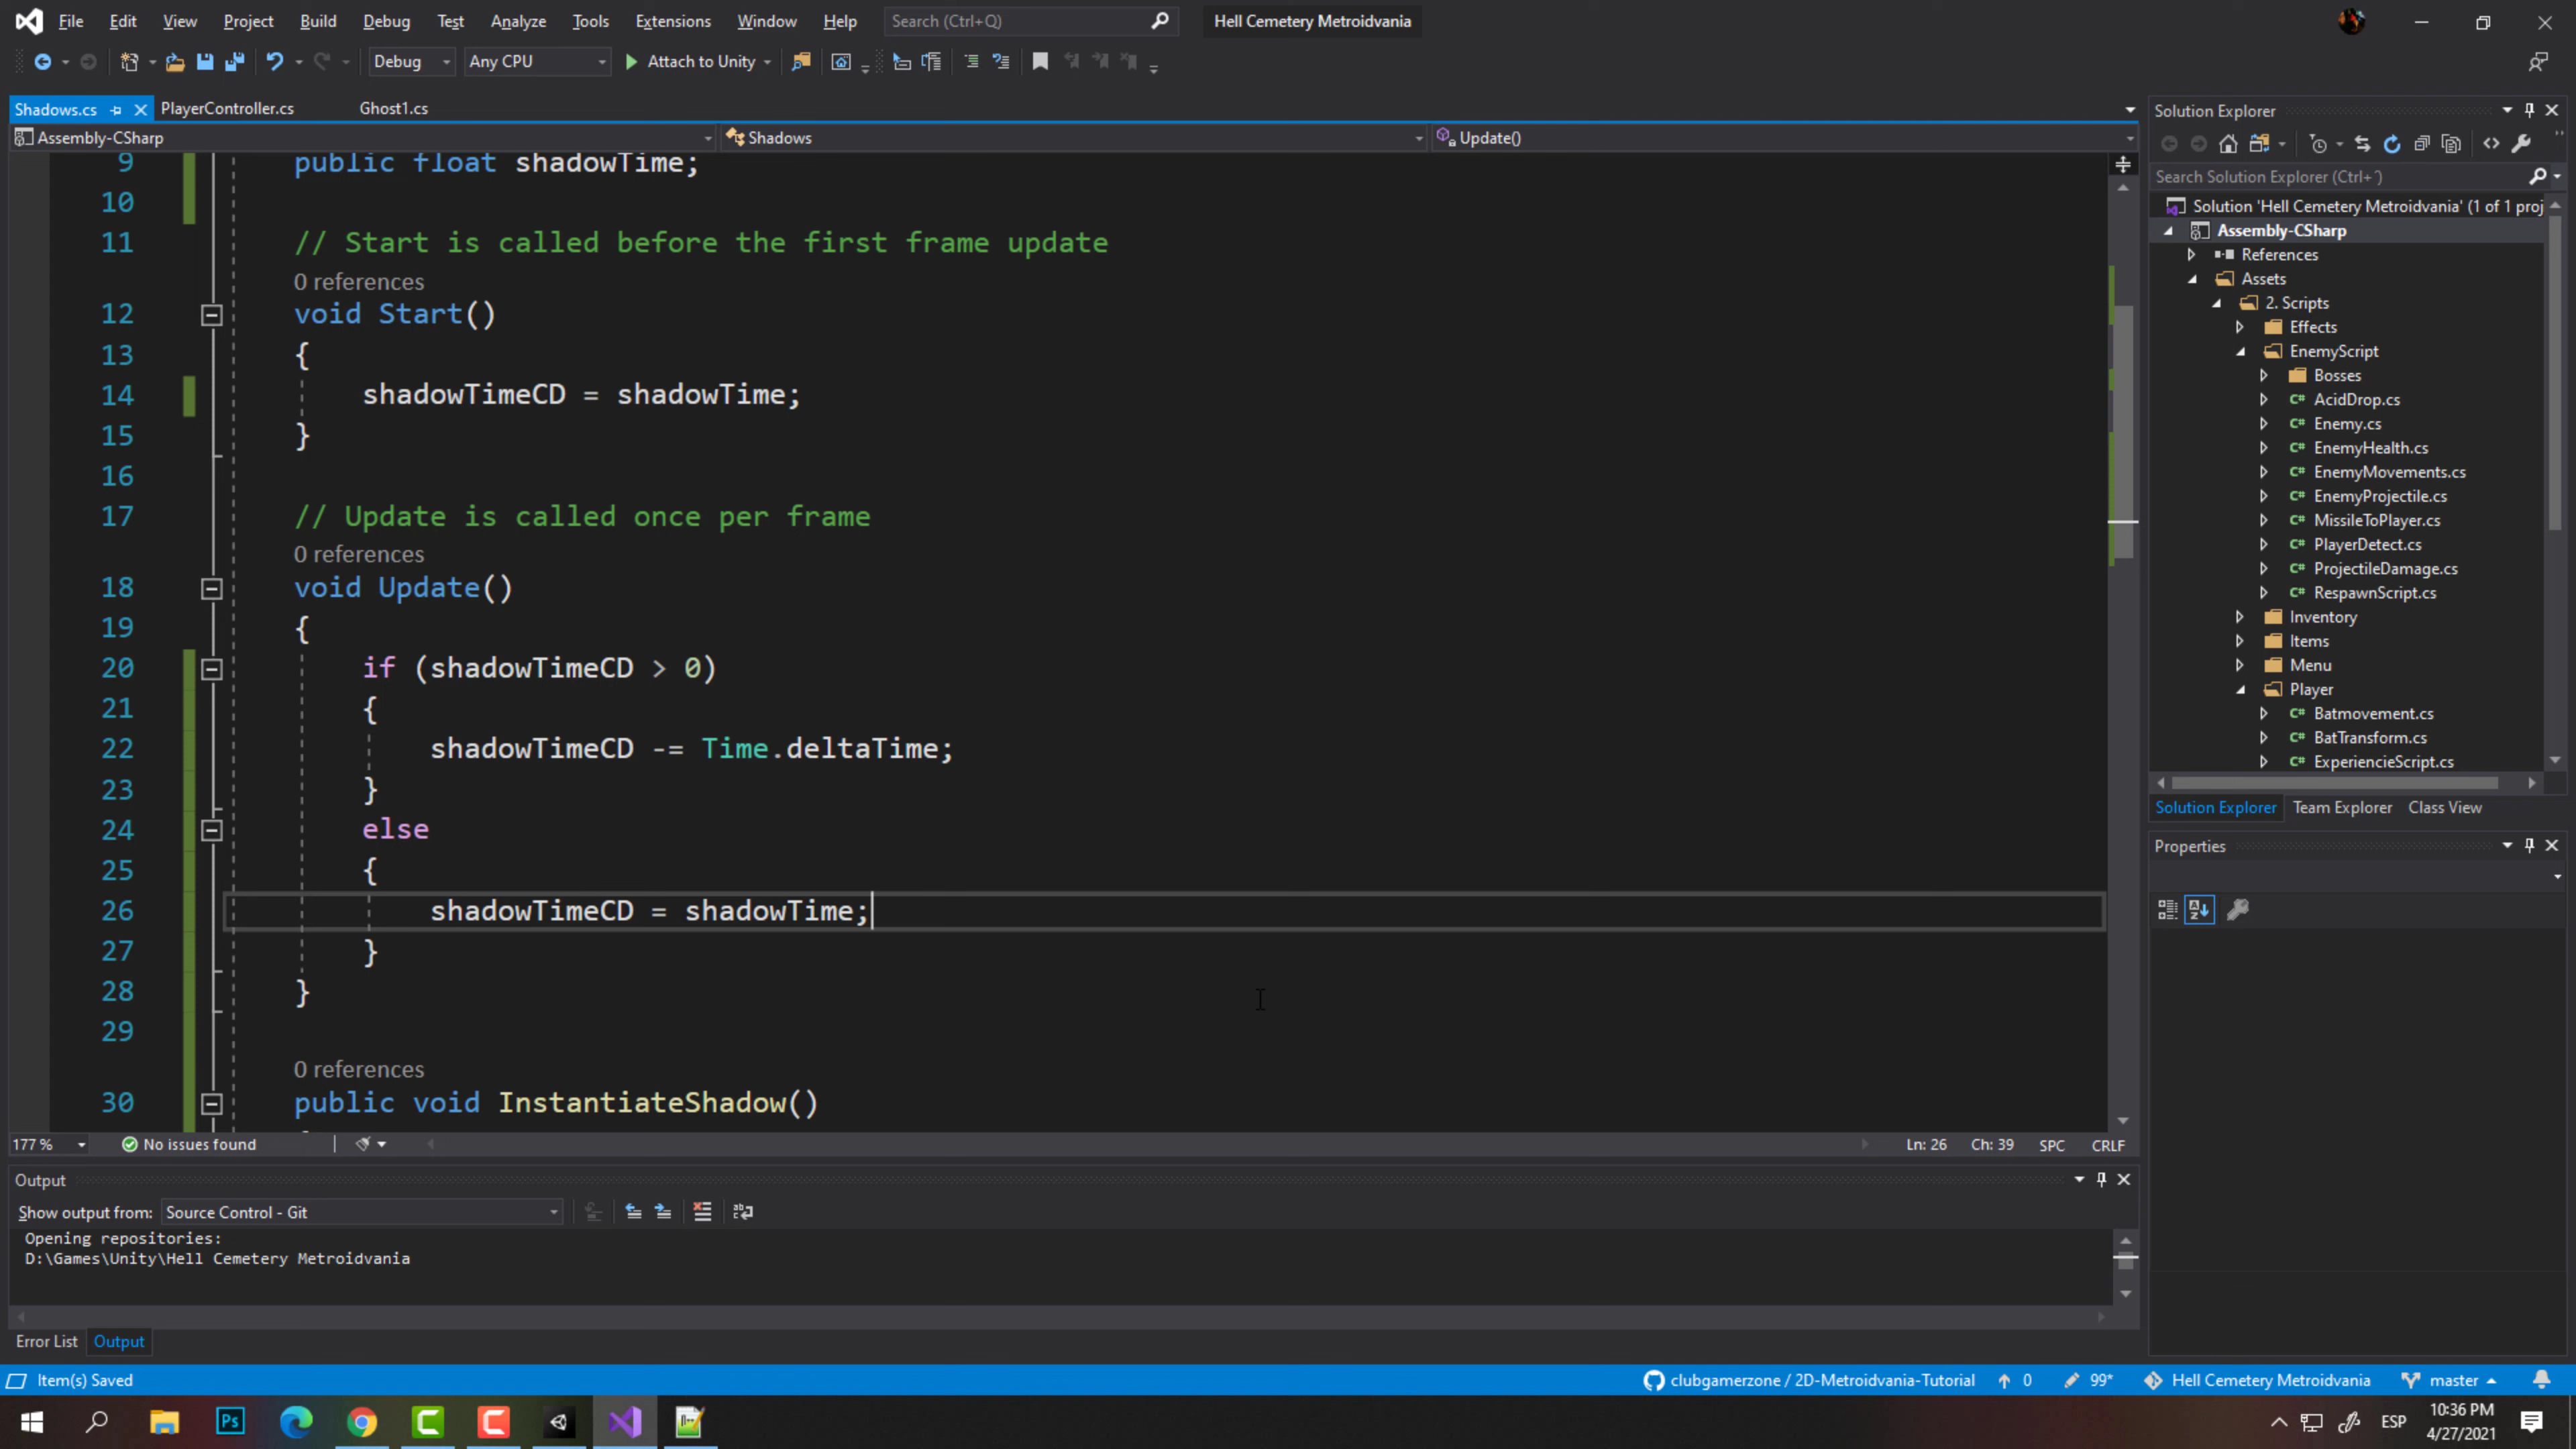 File Edit View Project Build Debug Test Analyze Tools Extensions Window Help Search (Ctrl+Q) Hell Cemetery Metroidvania
Debug Any CPU Attach to Unity
Shadows.cs PlayerController.cs Ghost1.cs
Assembly-CSharp Shadows Update()
9 public float shadowTime;
10
11 // Start is called before the first frame update
0 references
12 void Start()
13 {
14 shadowTimeCD = shadowTime;
15 }
16
17 // Update is called once per frame
0 references
18 void Update()
19 {
20 if (shadowTimeCD > 0)
21 {
22 shadowTimeCD -= Time.deltaTime;
23 }
24 else
25 {
26 shadowTimeCD = shadowTime;
27 }
28 }
29
0 references
30 public void InstantiateShadow()
177 % No issues found Ln: 26 Ch: 39 SPC CRLF
Output
Show output from: Source Control - Git
Opening repositories:
D:\Games\Unity\Hell Cemetery Metroidvania
Error List Output
Solution Explorer
Search Solution Explorer (Ctrl+´)
Solution 'Hell Cemetery Metroidvania' (1 of 1 proj
Assembly-CSharp
References
Assets
2. Scripts
Effects
EnemyScript
Bosses
C# AcidDrop.cs
C# Enemy.cs
C# EnemyHealth.cs
C# EnemyMovements.cs
C# EnemyProjectile.cs
C# MissileToPlayer.cs
C# PlayerDetect.cs
C# ProjectileDamage.cs
C# RespawnScript.cs
Inventory
Items
Menu
Player
C# Batmovement.cs
C# BatTransform.cs
C# ExperiencieScript.cs
Solution Explorer Team Explorer Class View
Properties
Item(s) Saved clubgamerzone / 2D-Metroidvania-Tutorial 0 99* Hell Cemetery Metroidvania master
Ps ESP 10:36 PM
4/27/2021